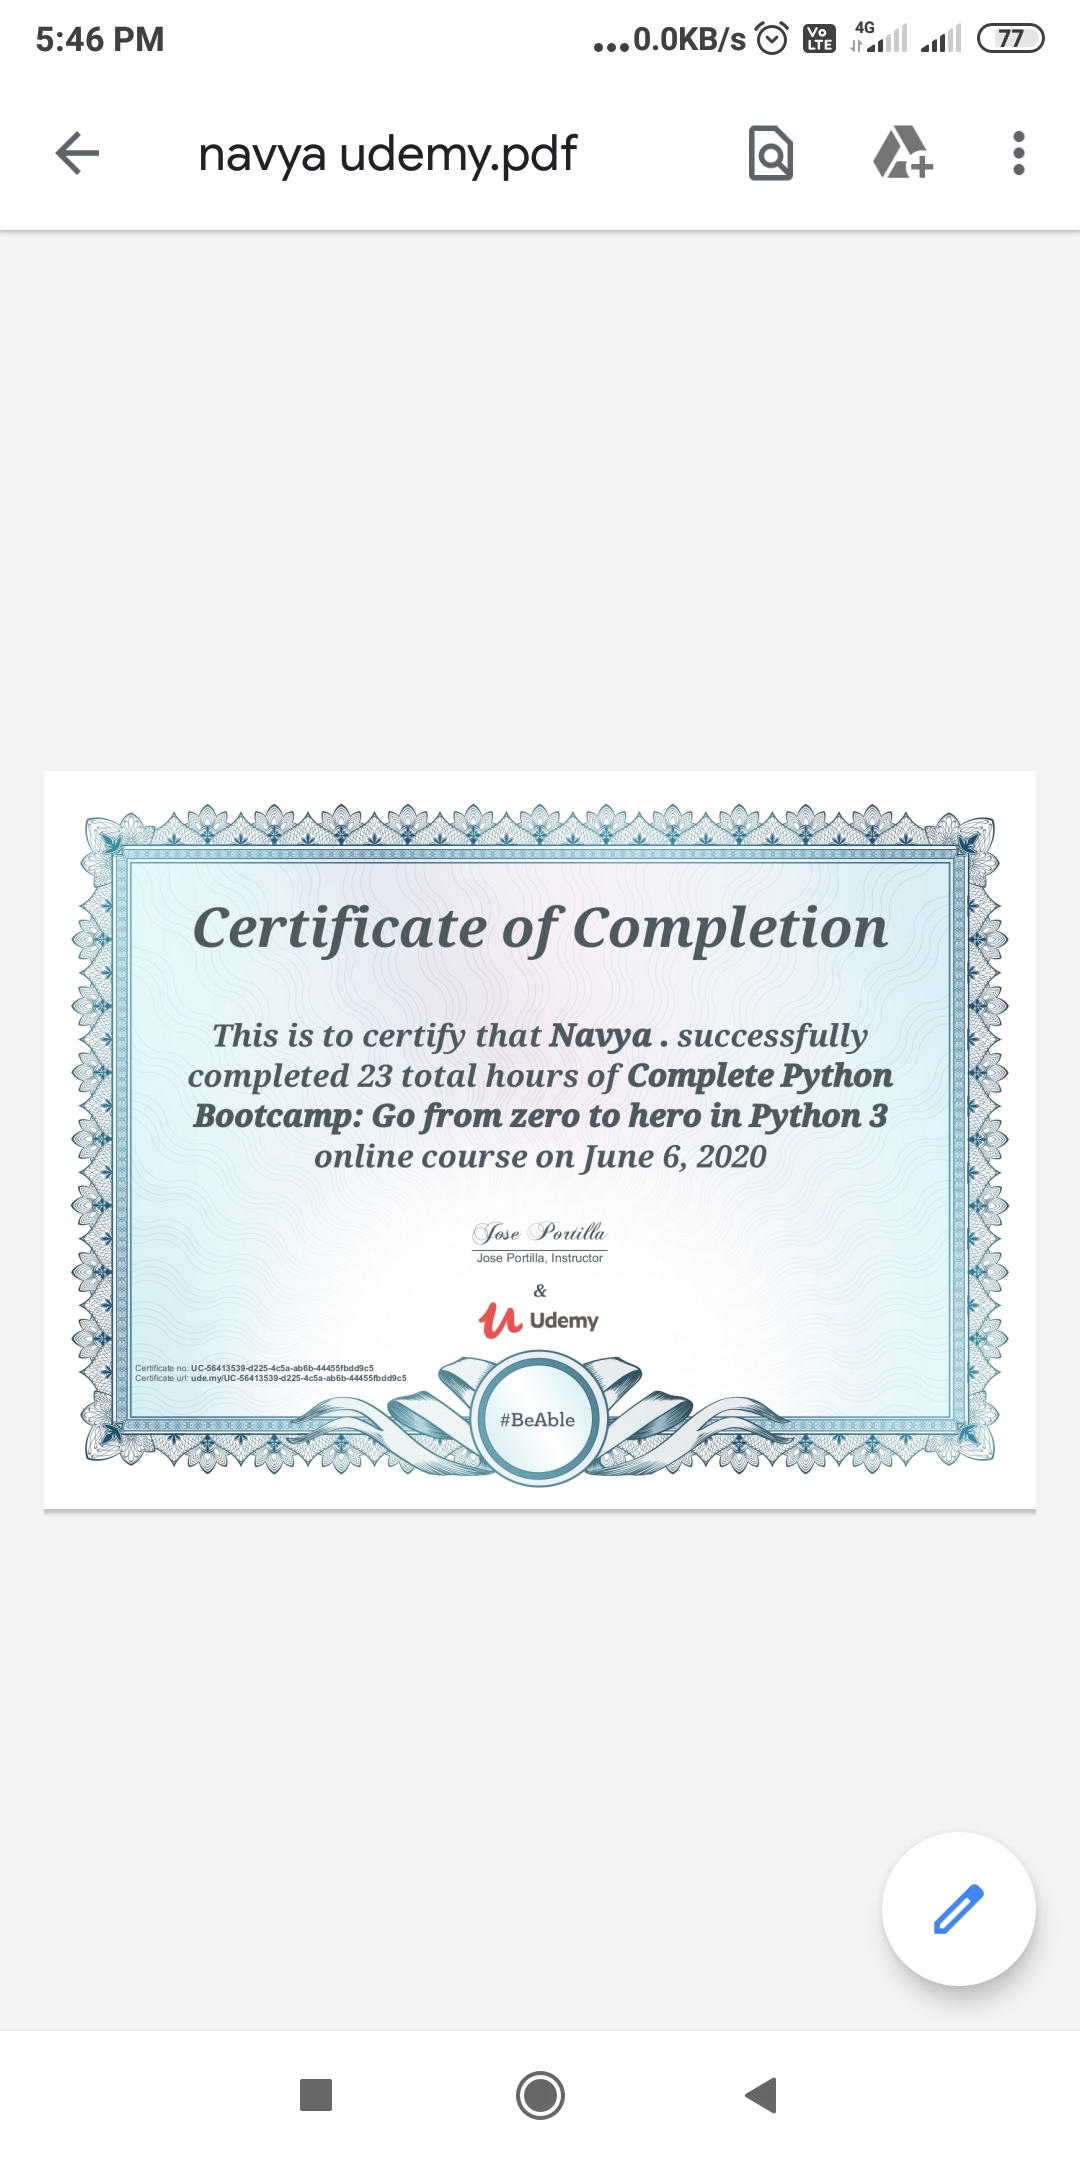 5:46 PM
...0.0KB/s Vo LTE 4G 77
navya udemy.pdf
Certificate of Completion
This is to certify that Navya . successfully
completed 23 total hours of Complete Python
Bootcamp: Go from zero to hero in Python 3
online course on June 6, 2020
Jose Portilla
Jose Portilla, Instructor
&
Udemy
Certificate no: UC-56413539-d225-4c5a-ab6b-44455fbdd9c5
Certificate url: ude.my/UC-56413539-d225-4c5a-ab6b-44455fbdd9c5
#BeAble